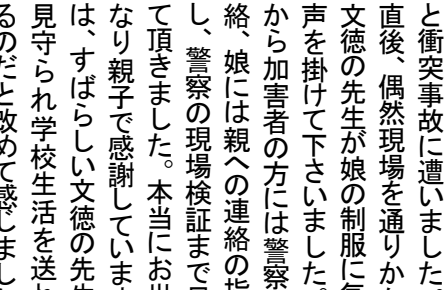 と衝突事故に遭いました
直後、偶然現場を通りか
文徳の先生が娘の制服に気
声を掛けて下さいました。
から加害者の方には警察
絡、娘には親への連絡の指
し、警察の現場検証まで
て頂きました。本当にお世
なり親子で感謝していま
は、すばらしい文徳の先生
見守られ学校生活を送れ
るのだと改めて感じまし